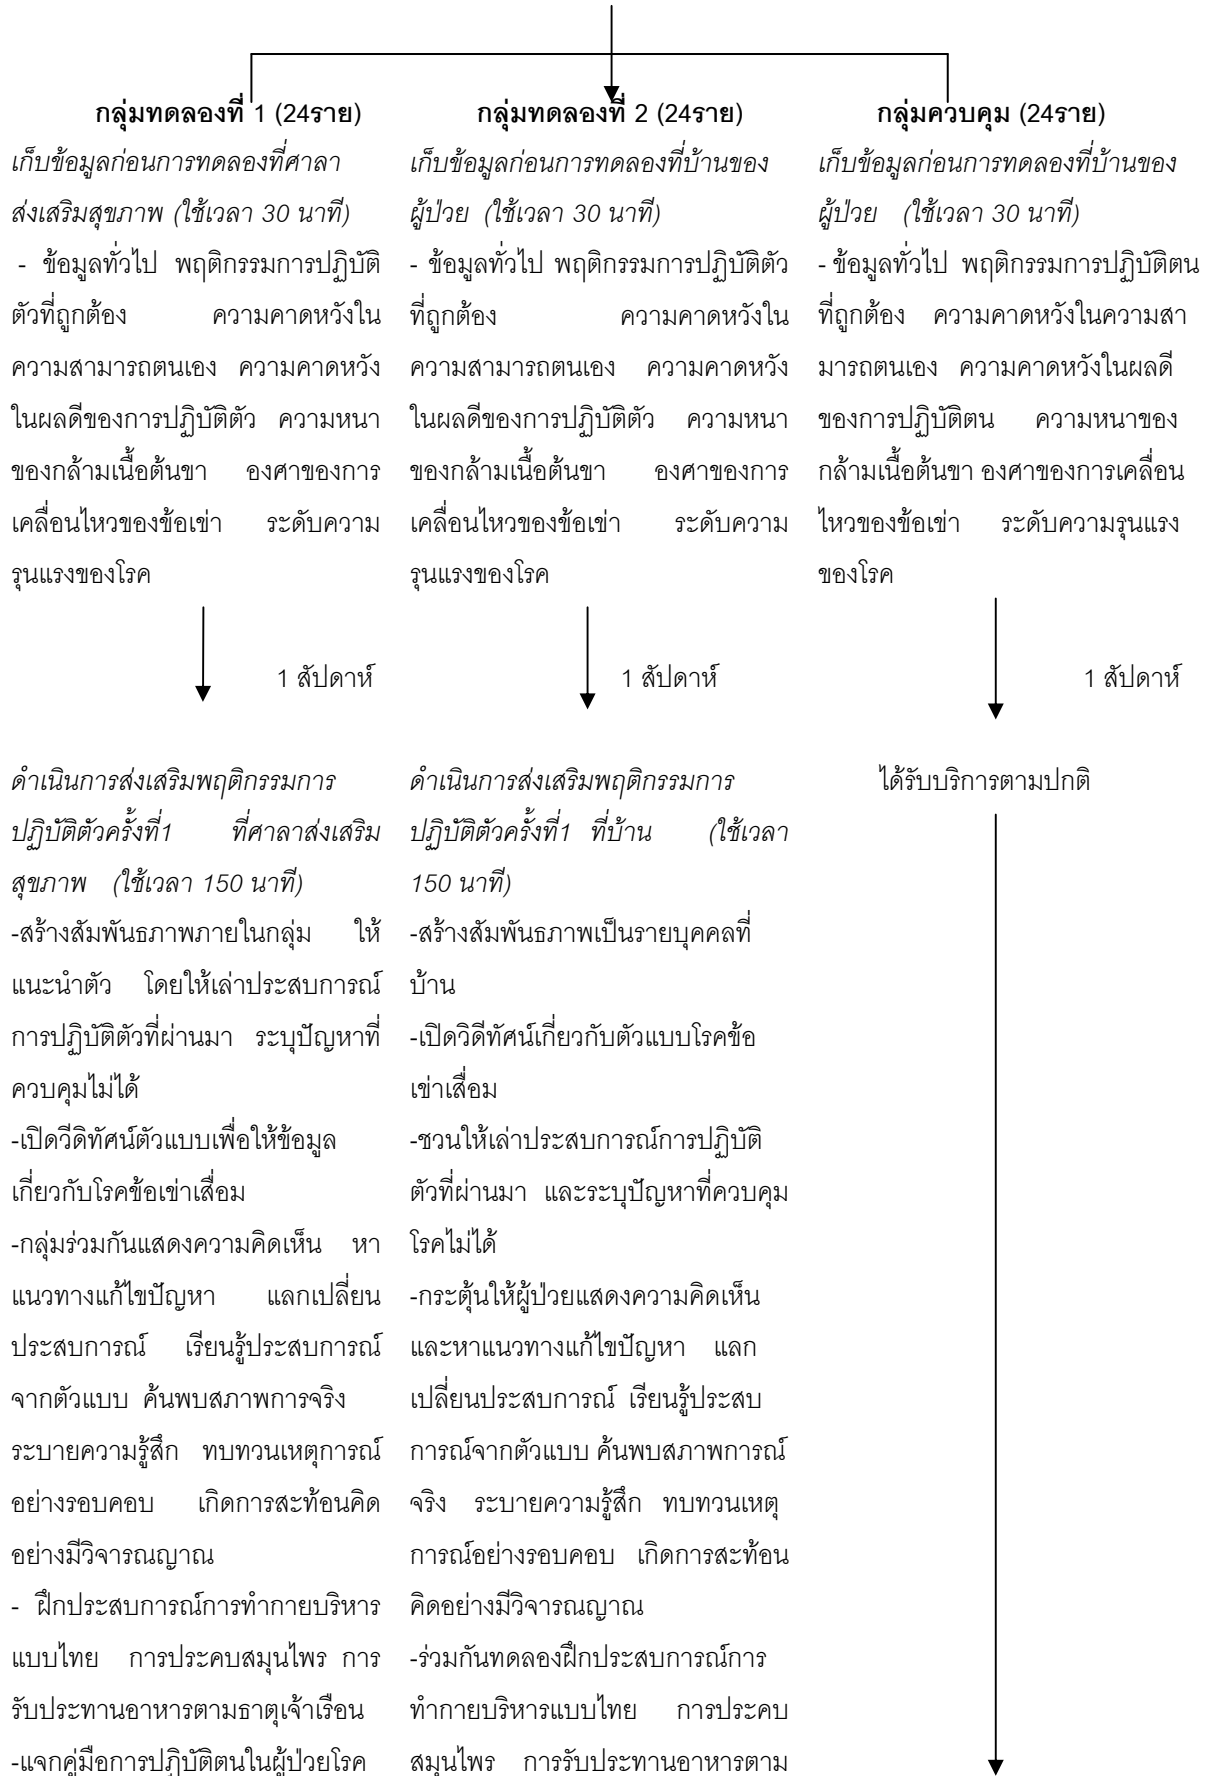 กลุ่มทดลองที่ 1 (24ราย)
เก็บข้อมูลก่อนการทดลองที่ศาลา
ส่งเสริมสุขภาพ (ใช้เวลา 30 นาที)
- ข้อมูลทั่วไป พฤติกรรมการปฏิบัติ
ตัวที่ถูกต้อง ความคาดหวังใน
ความสามารถตนเอง ความคาดหวัง
ในผลดีของการปฏิบัติตัว ความหนา
ของกล้ามเนื้อต้นขา องศาของการ
เคลื่อนไหวของข้อเข่า ระดับความ
รุนแรงของโรค
1 สัปดาห์
ดำเนินการส่งเสริมพฤติกรรมการ
ปฏิบัติตัวครั้งที่1 ที่ศาลาส่งเสริม
สุขภาพ (ใช้เวลา 150 นาที)
-สร้างสัมพันธภาพภายในกลุ่ม ให้
แนะนำตัว โดยให้เล่าประสบการณ์
การปฏิบัติตัวที่ผ่านมา ระบุปัญหาที่
ควบคุมไม่ได้
-เปิดวีดิทัศน์ตัวแบบเพื่อให้ข้อมูล
เกี่ยวกับโรคข้อเข่าเสื่อม
-กลุ่มร่วมกันแสดงความคิดเห็น หา
แนวทางแก้ไขปัญหา แลกเปลี่ยน
ประสบการณ์ เรียนรู้ประสบการณ์
จากตัวแบบ ค้นพบสภาพการจริง
ระบายความรู้สึก ทบทวนเหตุการณ์
อย่างรอบคอบ เกิดการสะท้อนคิด
อย่างมีวิจารณญาณ
- ฝึกประสบการณ์การทำกายบริหาร
แบบไทย การประคบสมุนไพร การ
รับประทานอาหารตามธาตุเจ้าเรือน
-แจกคู่มือการปฏิบัติตนในผู้ป่วยโรค
กลุ่มทดลองที่ 2 (24ราย)
เก็บข้อมูลก่อนการทดลองที่บ้านของ
ผู้ป่วย (ใช้เวลา 30 นาที)
- ข้อมูลทั่วไป พฤติกรรมการปฏิบัติตัว
ที่ถูกต้อง ความคาดหวังใน
ความสามารถตนเอง ความคาดหวัง
ในผลดีของการปฏิบัติตัว ความหนา
ของกล้ามเนื้อต้นขา องศาของการ
เคลื่อนไหวของข้อเข่า ระดับความ
รุนแรงของโรค
1 สัปดาห์
ดำเนินการส่งเสริมพฤติกรรมการ
ปฏิบัติตัวครั้งที่1 ที่บ้าน (ใช้เวลา
150 นาที)
-สร้างสัมพันธภาพเป็นรายบุคคลที่
บ้าน
-เปิดวิดีทัศน์เกี่ยวกับตัวแบบโรคข้อ
เข่าเสื่อม
-ชวนให้เล่าประสบการณ์การปฏิบัติ
ตัวที่ผ่านมา และระบุปัญหาที่ควบคุม
โรคไม่ได้
-กระตุ้นให้ผู้ป่วยแสดงความคิดเห็น
และหาแนวทางแก้ไขปัญหา แลก
เปลี่ยนประสบการณ์ เรียนรู้ประสบ
การณ์จากตัวแบบ ค้นพบสภาพการณ์
จริง ระบายความรู้สึก ทบทวนเหตุ
การณ์อย่างรอบคอบ เกิดการสะท้อน
คิดอย่างมีวิจารณญาณ
-ร่วมกันทดลองฝึกประสบการณ์การ
ทำกายบริหารแบบไทย การประคบ
สมุนไพร การรับประทานอาหารตาม
กลุ่มควบคุม (24ราย)
เก็บข้อมูลก่อนการทดลองที่บ้านของ
ผู้ป่วย (ใช้เวลา 30 นาที)
- ข้อมูลทั่วไป พฤติกรรมการปฏิบัติตน
ที่ถูกต้อง ความคาดหวังในความสา
มารถตนเอง ความคาดหวังในผลดี
ของการปฏิบัติตน ความหนาของ
กล้ามเนื้อต้นขา องศาของการเคลื่อน
ไหวของข้อเข่า ระดับความรุนแรง
ของโรค
1 สัปดาห์
ได้รับบริการตามปกติ